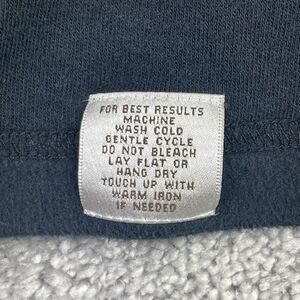 FOR BEST RESULTS
MACHINE
WASH COLD
GENTLE CYCLE
DO NOT BLEACH
LAY FLAT OR
HANG DRY
TOUCH UP WITH
WARM IRON
IF NEEDED